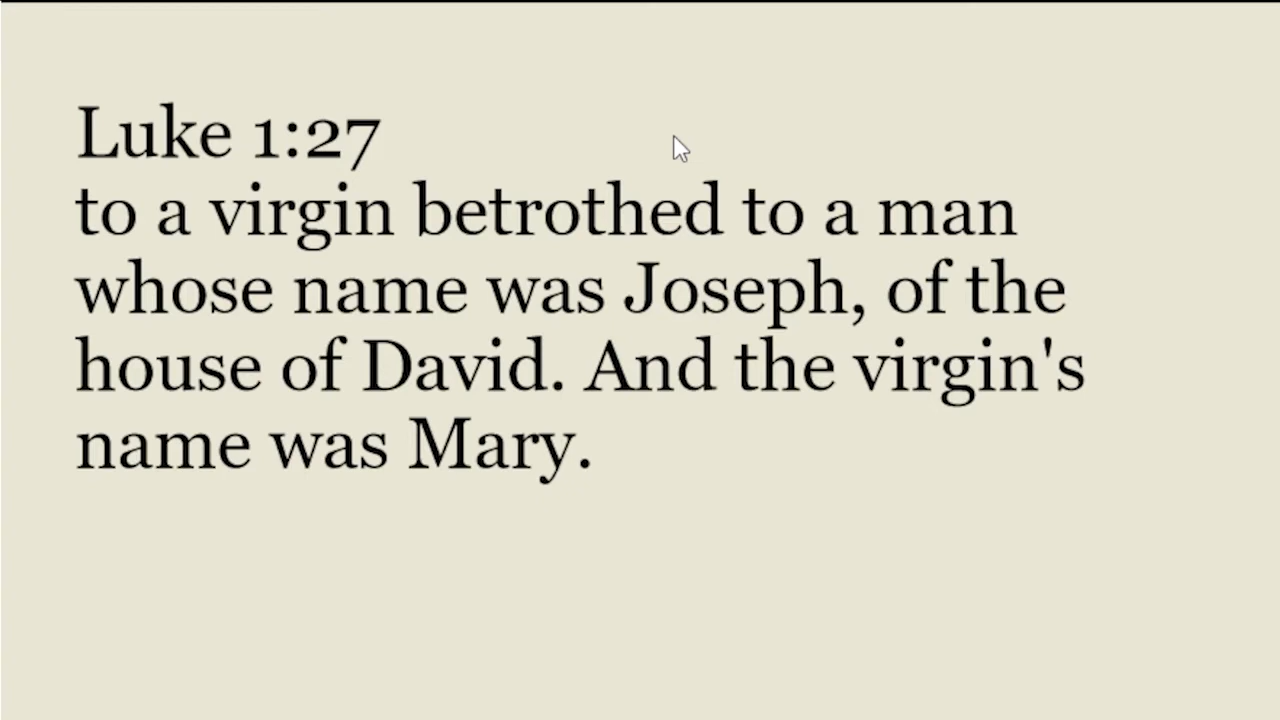 Luke 1:27
to a virgin betrothed to a man
whose name was Joseph, of the
house of David. And the virgin's
name was Mary.